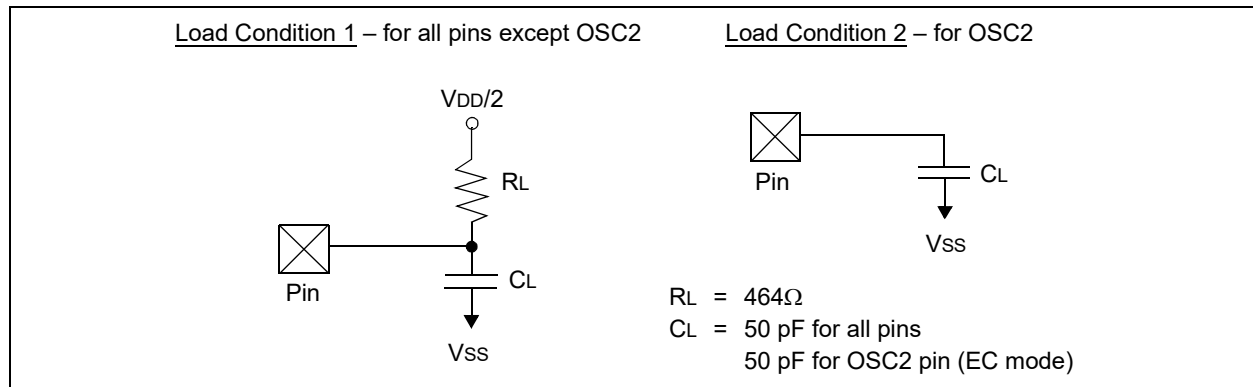 Load Condition 1 – for all pins except OSC2
VDD/2
RL
Pin
CL
VSS
Load Condition 2 – for OSC2
Pin
CL
VSS
RL = 464Ω
CL = 50 pF for all pins
50 pF for OSC2 pin (EC mode)